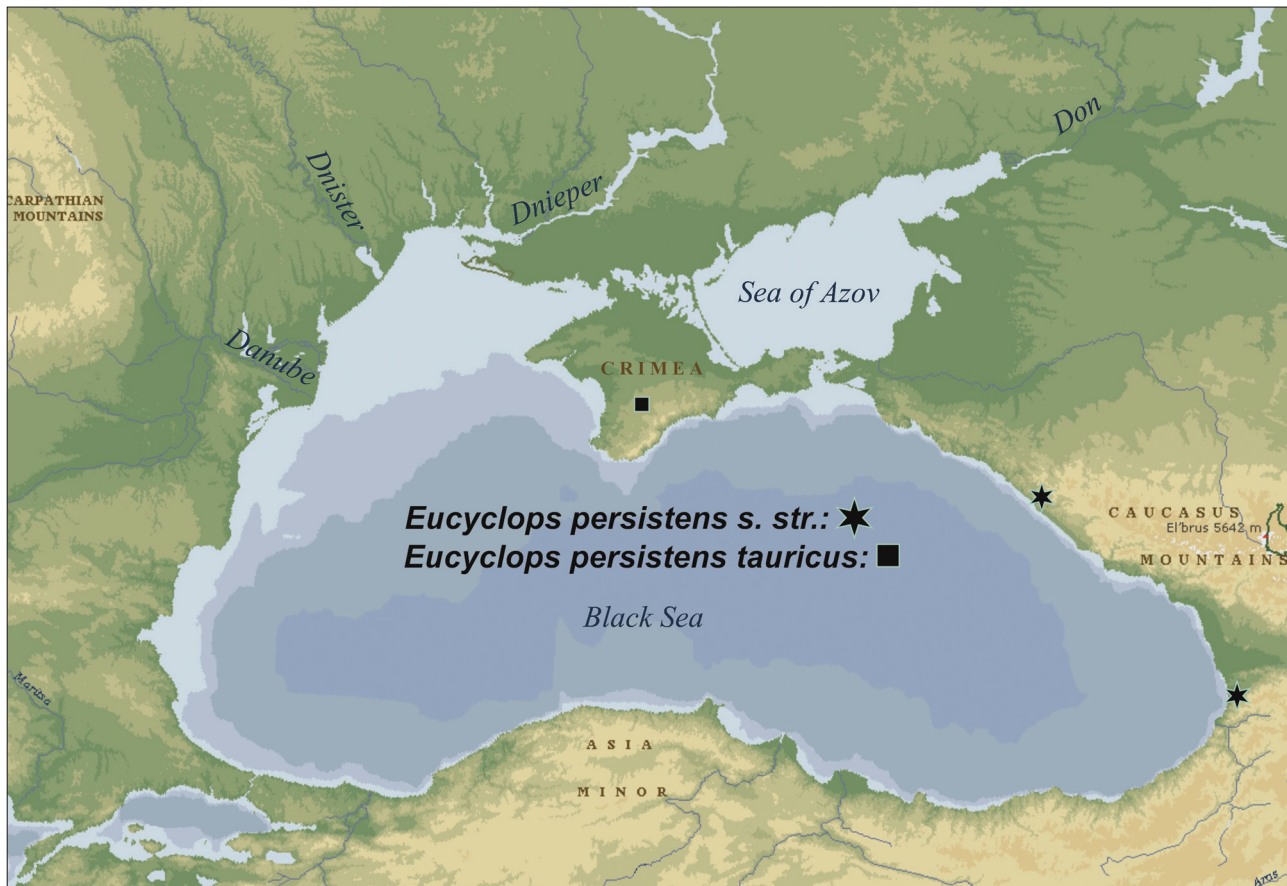 Don
Dnister
Dnieper
CARPATHIAN
MOUNTAINS
Sea of Azov
Danube
CRIMEA
Eucyclops persistens s. str.:
Eucyclops persistens tauricus:
CAUCASUS
El'brus 5642 m
MOUNTAINS
Black Sea
Maritsa
ASIA
MINOR
Aras